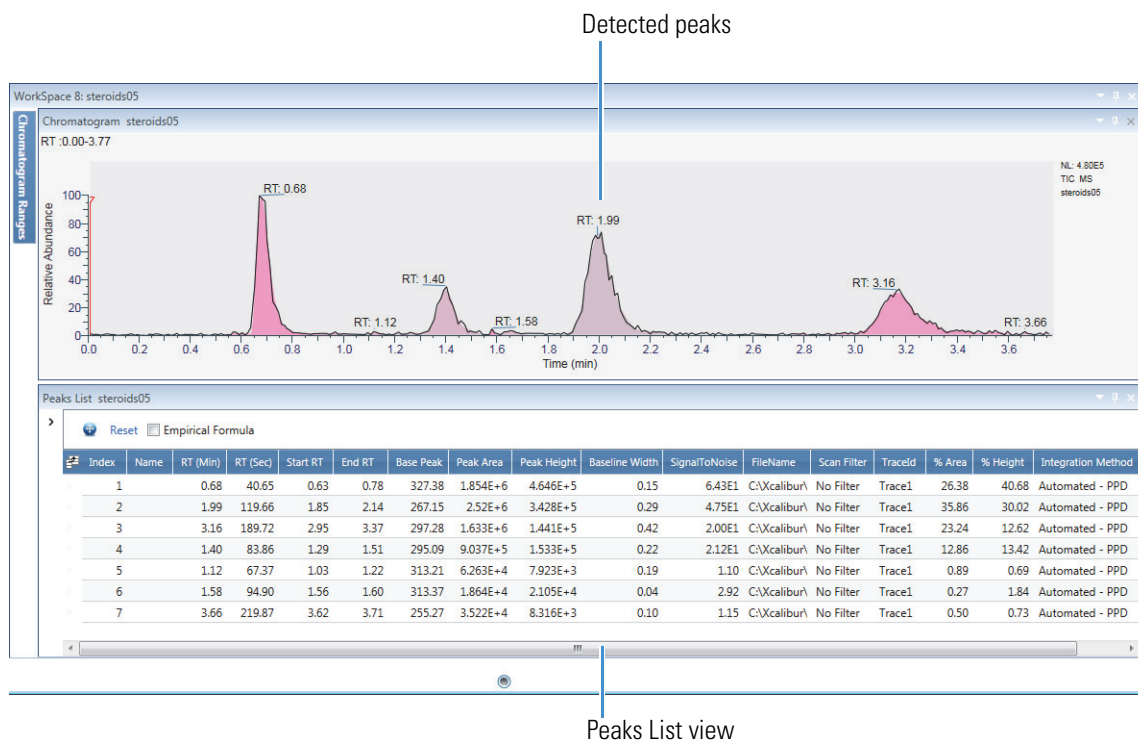 Detected peaks
WorkSpace 8: steroids05
Chromatogram Ranges
Chromatogram steroids05
RT :0.00-3.77
NL: 4.80E5
TIC MS
steroids05
Relative Abundance
100
80
60
40
20
0
RT: 0.68
RT: 1.12
RT: 1.40
RT: 1.58
RT: 1.99
RT: 3.16
RT: 3.66
0.0 0.2 0.4 0.6 0.8 1.0 1.2 1.4 1.6 1.8 2.0 2.2 2.4 2.6 2.8 3.0 3.2 3.4 3.6
Time (min)
Peaks List steroids05
Reset Empirical Formula
Index Name RT (Min) RT (Sec) Start RT End RT Base Peak Peak Area Peak Height Baseline Width SignalToNoise FileName Scan Filter TraceId % Area % Height Integration Method
1 0.68 40.65 0.63 0.78 327.38 1.854E+6 4.646E+5 0.15 6.43E1 C:\Xcalibur\ No Filter Trace1 26.38 40.68 Automated - PPD
2 1.99 119.66 1.85 2.14 267.15 2.52E+6 3.428E+5 0.29 4.75E1 C:\Xcalibur\ No Filter Trace1 35.86 30.02 Automated - PPD
3 3.16 189.72 2.95 3.37 297.28 1.633E+6 1.441E+5 0.42 2.00E1 C:\Xcalibur\ No Filter Trace1 23.24 12.62 Automated - PPD
4 1.40 83.86 1.29 1.51 295.09 9.037E+5 1.533E+5 0.22 2.12E1 C:\Xcalibur\ No Filter Trace1 12.86 13.42 Automated - PPD
5 1.12 67.37 1.03 1.22 313.21 6.263E+4 7.923E+3 0.19 1.10 C:\Xcalibur\ No Filter Trace1 0.89 0.69 Automated - PPD
6 1.58 94.90 1.56 1.60 313.37 1.864E+4 2.105E+4 0.04 2.92 C:\Xcalibur\ No Filter Trace1 0.27 1.84 Automated - PPD
7 3.66 219.87 3.62 3.71 255.27 3.522E+4 8.316E+3 0.10 1.15 C:\Xcalibur\ No Filter Trace1 0.50 0.73 Automated - PPD
Peaks List view